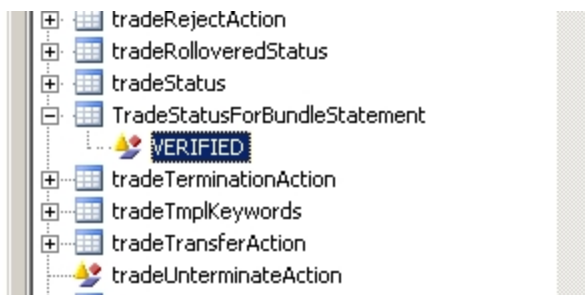 tradeRejectAction
tradeRolloveredStatus
tradeStatus
TradeStatusForBundleStatement
VERIFIED
tradeTerminationAction
tradeTmplKeywords
tradeTransferAction
tradeUnterminateAction